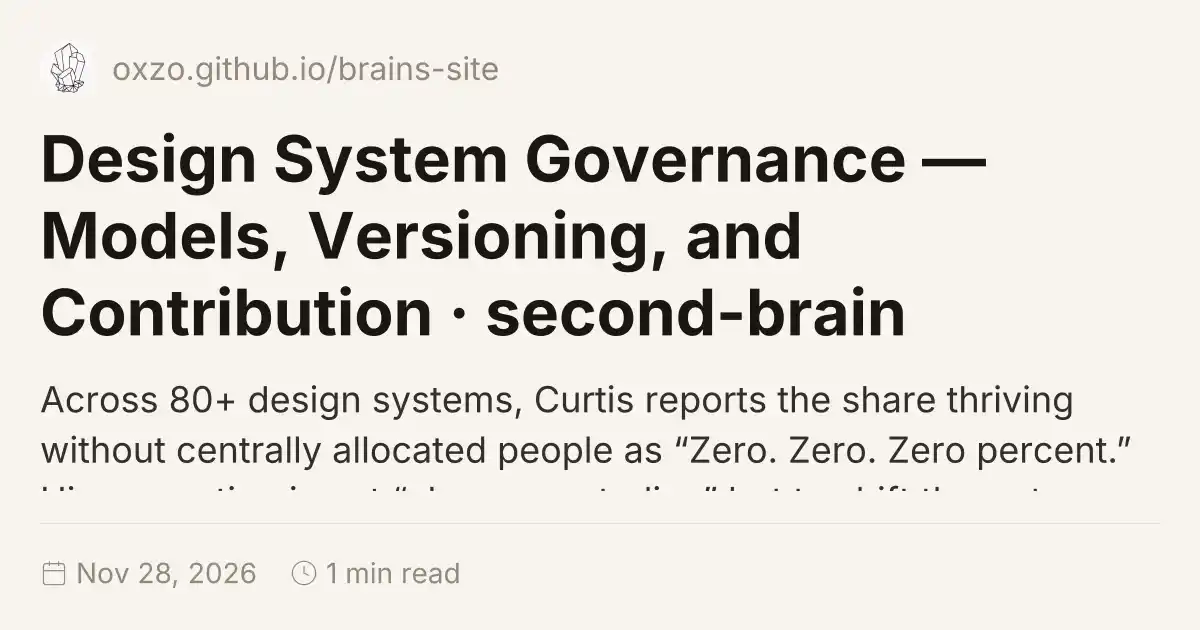 oxzo.github.io/brains-site
Design System Governance —
Models, Versioning, and
Contribution · second-brain
Across 80+ design systems, Curtis reports the share thriving
without centrally allocated people as “Zero. Zero. Zero percent.”
Nov 28, 2026 1 min read